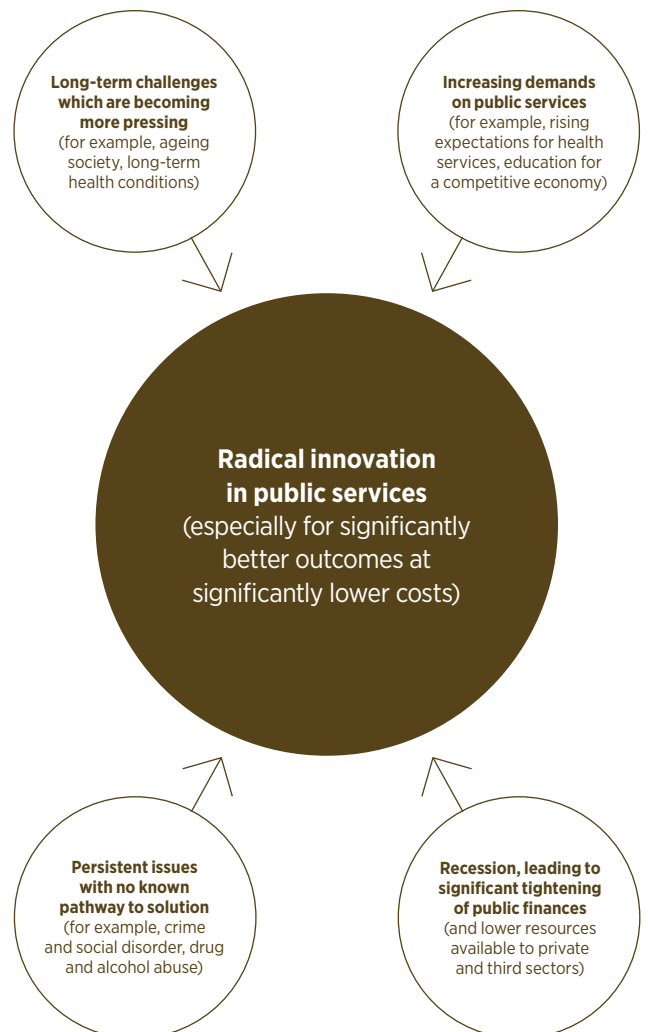 Long-term challenges
which are becoming
more pressing
(for example, ageing
society, long-term
health conditions)
Increasing demands
on public services
(for example, rising
expectations for health
services, education for
a competitive economy)
Radical innovation
in public services
(especially for significantly
better outcomes at
significantly lower costs)
Persistent issues
with no known
pathway to solution
(for example, crime
and social disorder, drug
and alcohol abuse)
Recession, leading to
significant tightening
of public finances
(and lower resources
available to private
and third sectors)